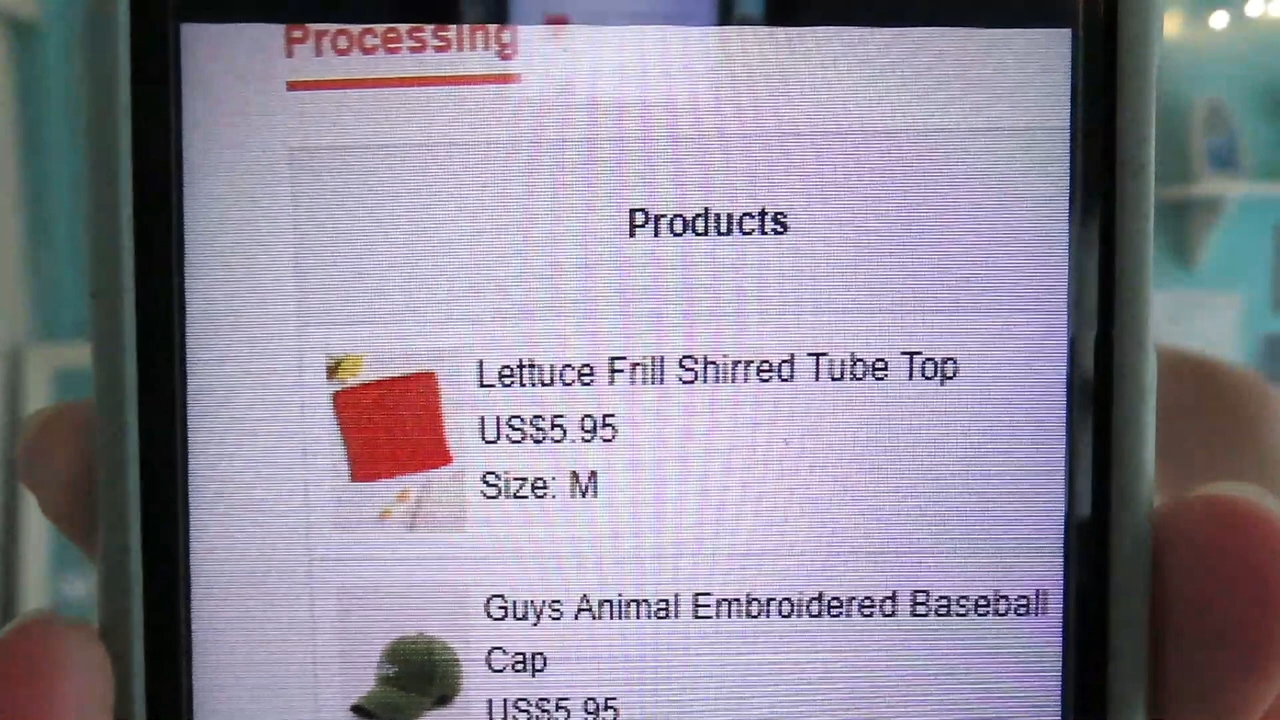 Processing
Products
Lettuce Frill Shirred Tube Top
US$5.95
Size: M
Guys Animal Embroidered Baseball
Cap
US$5.95